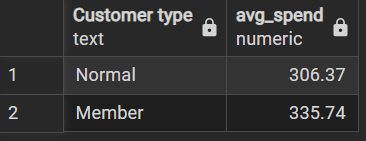 Customer type avg_spend
text numeric
1 Normal 306.37
2 Member 335.74